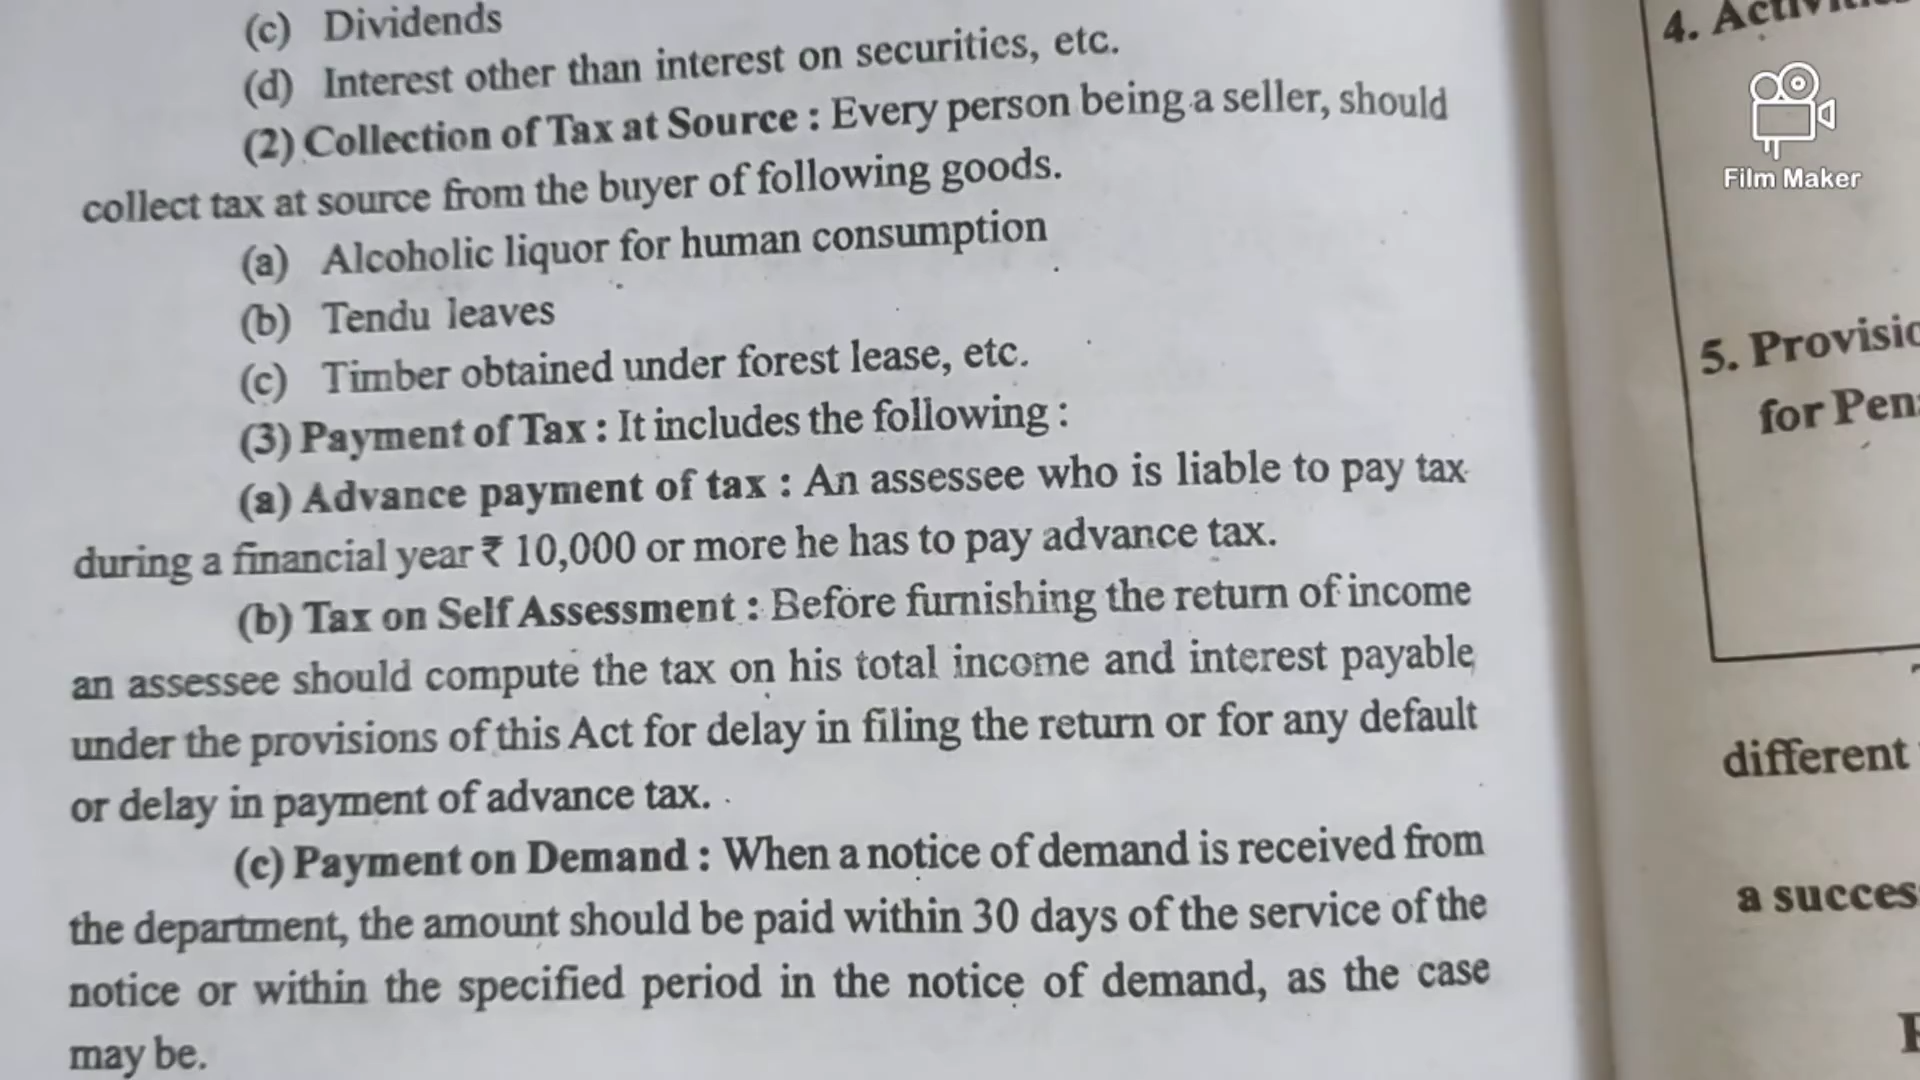 (c) Dividends
(d) Interest other than interest on securities, etc.
(2) Collection of Tax at Source : Every person being a seller, should
collect tax at source from the buyer of following goods.
(a) Alcoholic liquor for human consumption
(b) Tendu leaves
(c) Timber obtained under forest lease, etc.
(3) Payment of Tax : It includes the following :
(a) Advance payment of tax : An assessee who is liable to pay tax
during a financial year ₹ 10,000 or more he has to pay advance tax.
(b) Tax on Self Assessment : Before furnishing the return of income
an assessee should compute the tax on his total income and interest payable
under the provisions of this Act for delay in filing the return or for any default
or delay in payment of advance tax.
(c) Payment on Demand : When a notice of demand is received from
the department, the amount should be paid within 30 days of the service of the
notice or within the specified period in the notice of demand, as the case
may be.
4.
Film Maker
5.
for
different
a